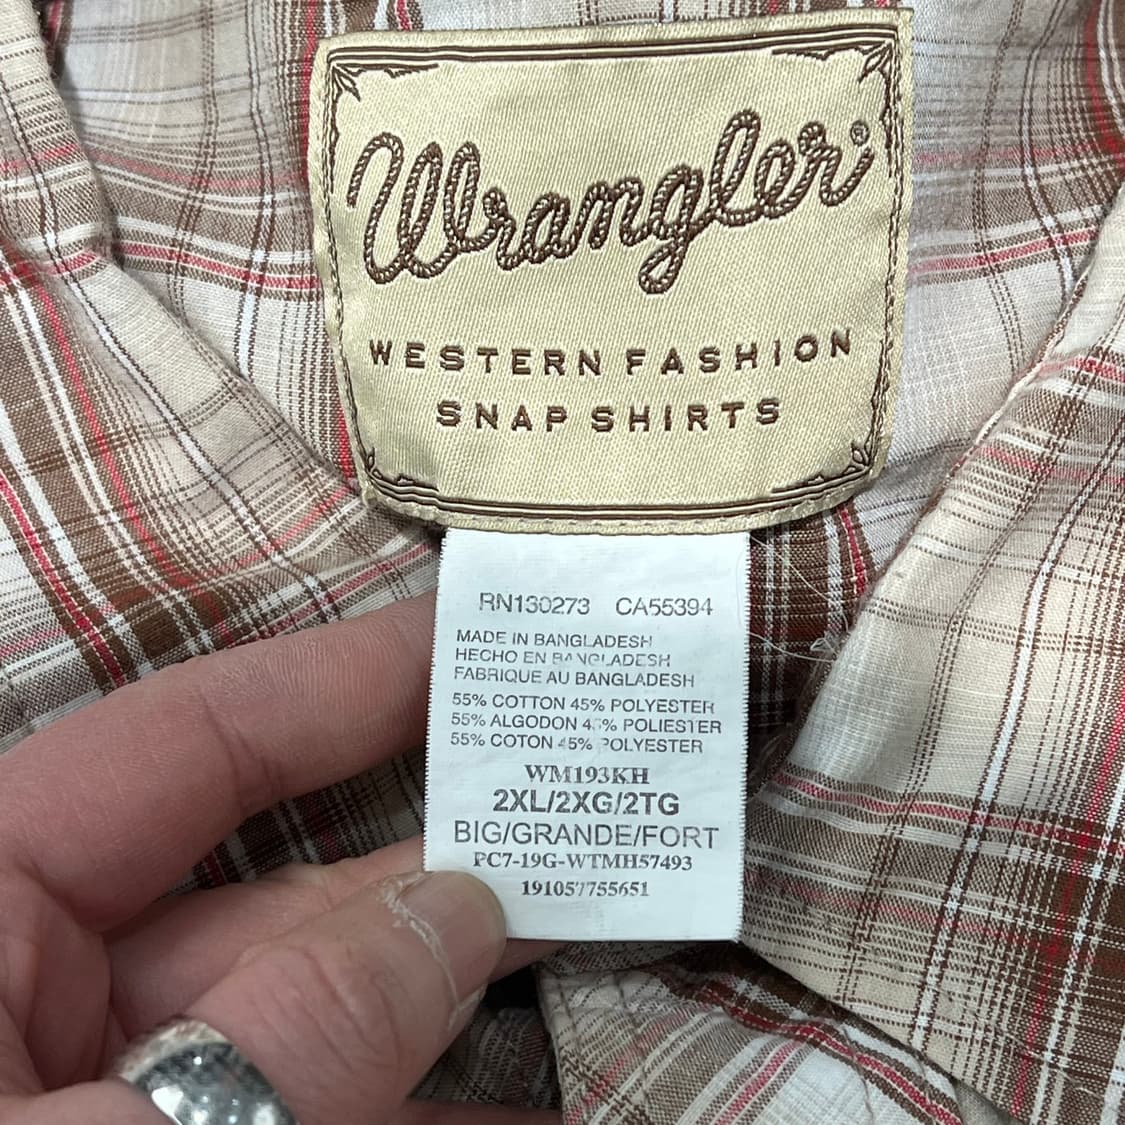 Wrangler®
WESTERN FASHION
SNAP SHIRTS
RN130273 CA55394
MADE IN BANGLADESH
HECHO EN BANGLADESH
FABRIQUE AU BANGLADESH
55% COTTON 45% POLYESTER
55% ALGODON 45% POLIESTER
55% COTON 45% POLYESTER
WM193KH
2XL/2XG/2TG
BIG/GRANDE/FORT
PC7-19G-WTMH57493
191057755651